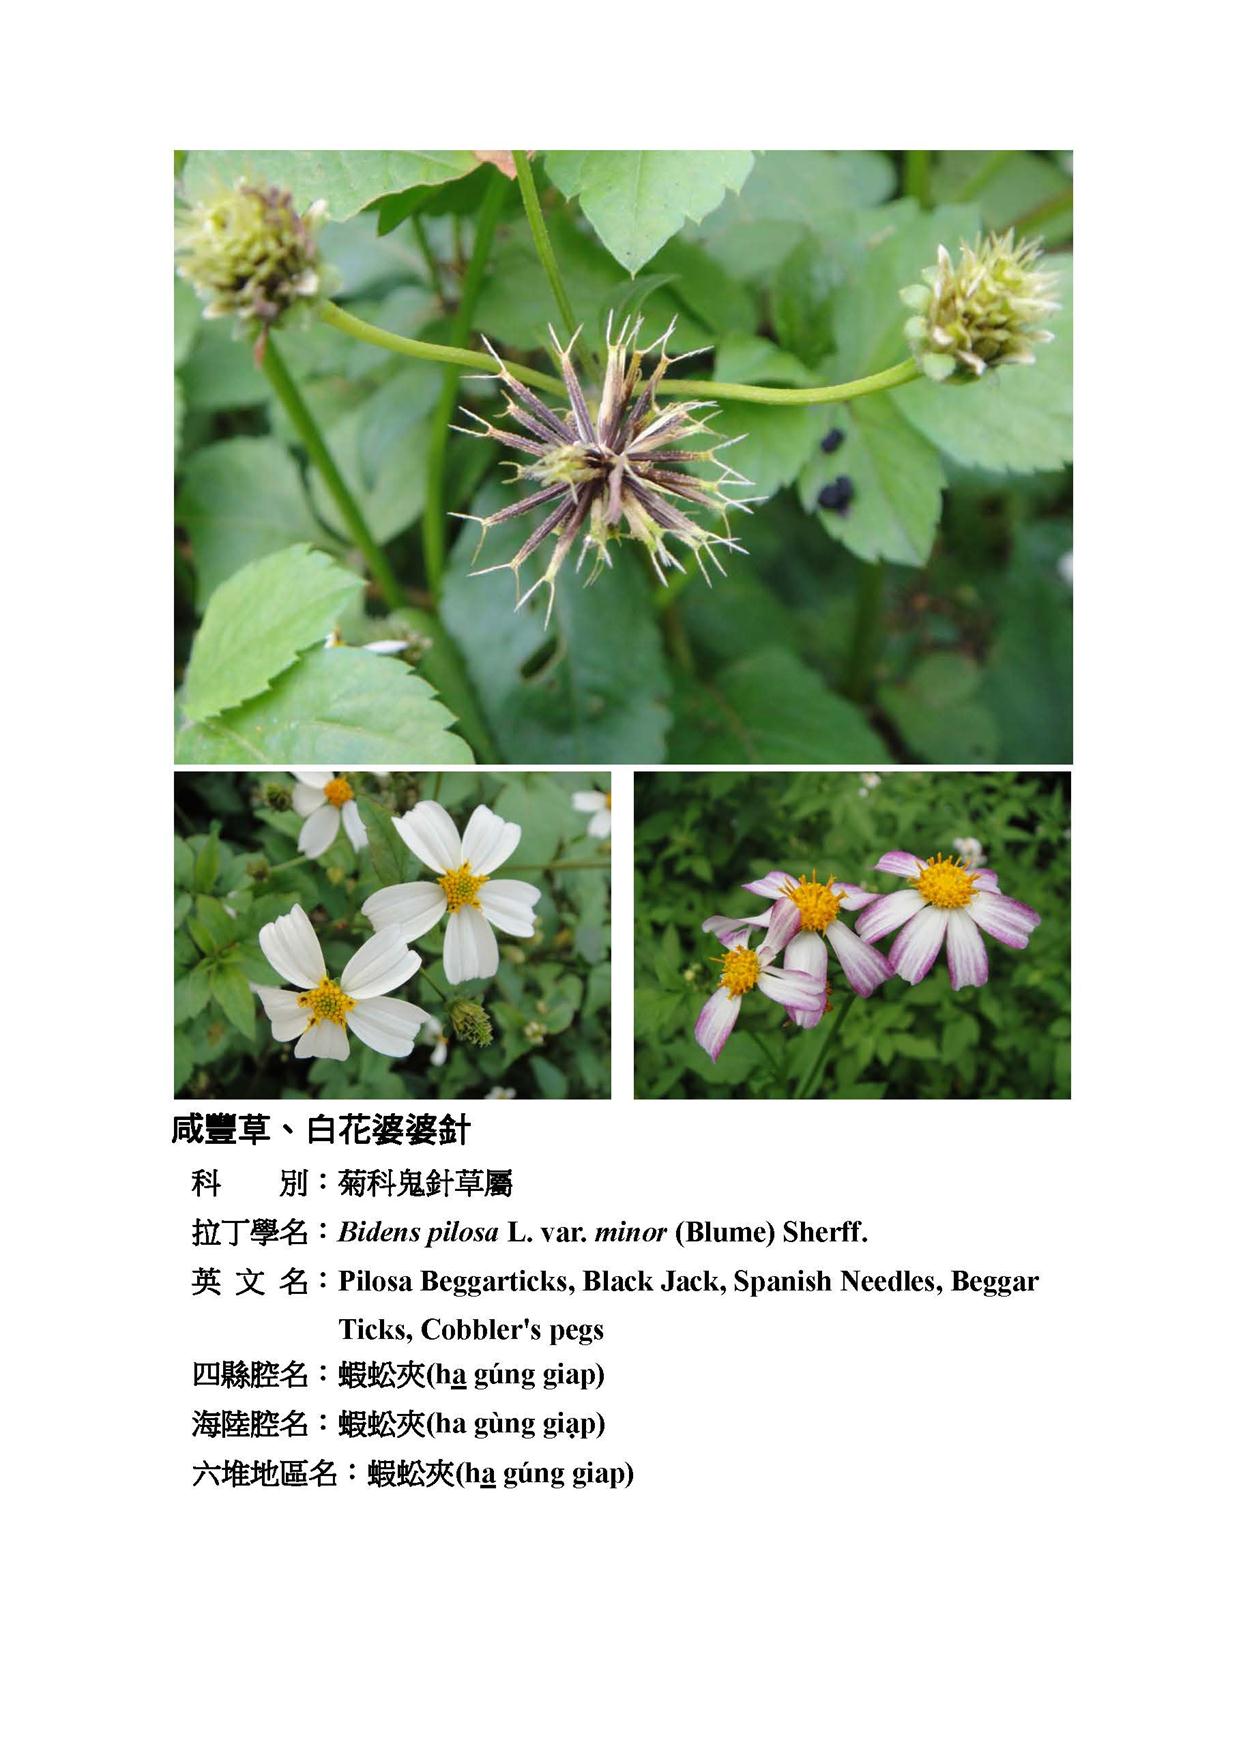 咸豐草、白花婆婆針
科　　別：菊科鬼針草屬
拉丁學名：Bidens pilosa L. var. minor (Blume) Sherff.
英 文 名：Pilosa Beggarticks, Black Jack, Spanish Needles, Beggar
Ticks, Cobbler's pegs
四縣腔名：蝦蚣夾(ha̲ gúng giap)
海陸腔名：蝦蚣夾(ha gùng giạp)
六堆地區名：蝦蚣夾(ha̲ gúng giap)